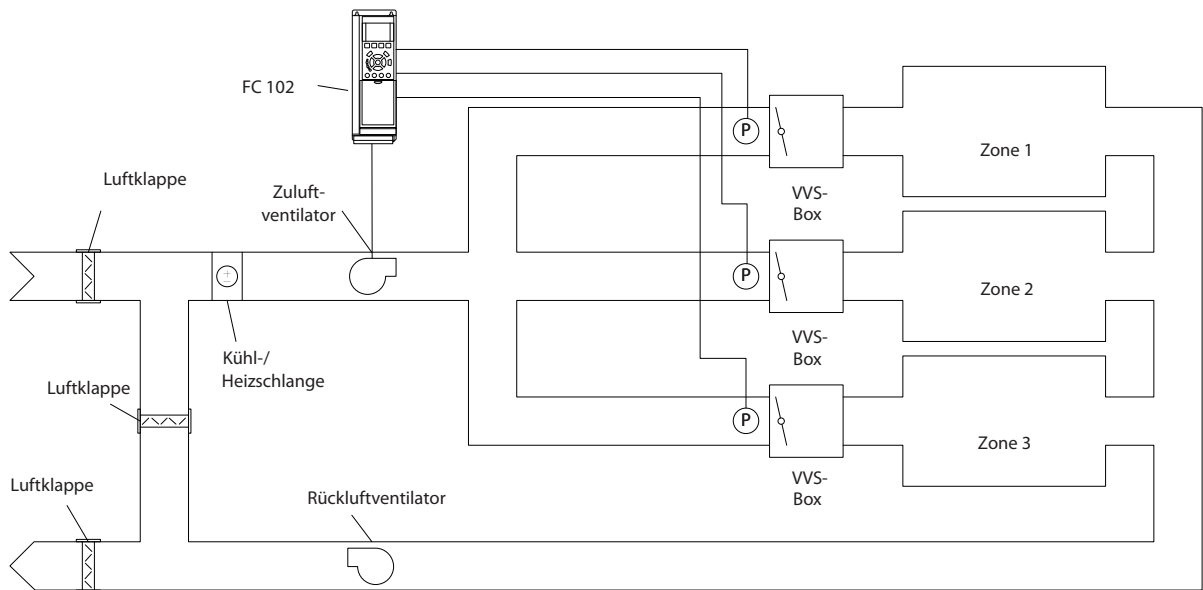 FC 102
P
Zone 1
Luftklappe
Zuluft-
ventilator
VVS-
Box
P
Zone 2
VVS-
Box
Kühl-/
Heizschlange
Luftklappe
P
Zone 3
VVS-
Box
Luftklappe
Rückluftventilator